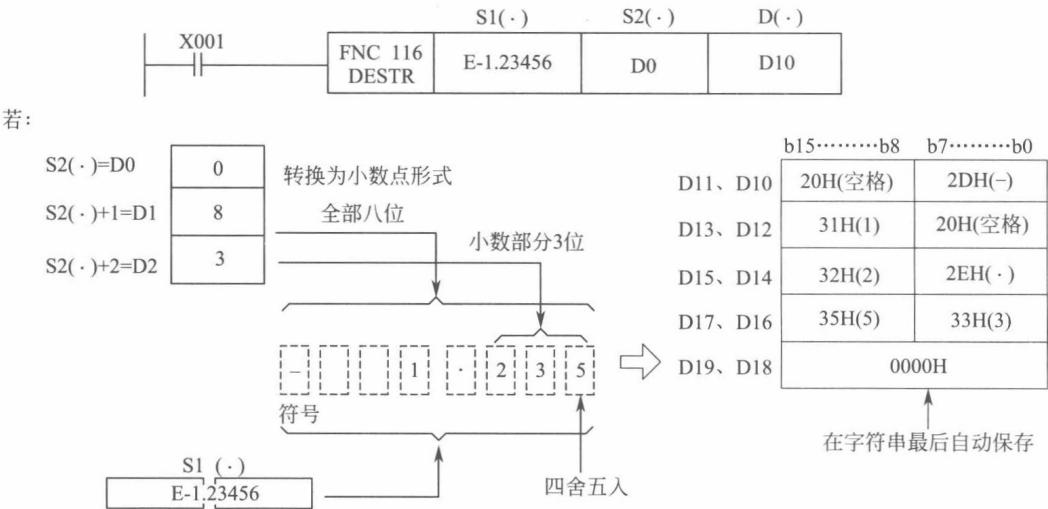 S1(·) S2(·) D(·)
X001
FNC 116 DESTR E-1.23456 D0 D10
若：
b15………b8 b7………b0
S2(·)=D0 0 转换为小数点形式
D11、D10 20H(空格) 2DH(−)
S2(·)+1=D1 8 全部八位
D13、D12 31H(1) 20H(空格)
S2(·)+2=D2 3 小数部分3位
D15、D14 32H(2) 2EH(·)
D17、D16 35H(5) 33H(3)
− 1 · 2 3 5
D19、D18 0000H
符号
在字符串最后自动保存
S1 (·)
E-1.23456
四舍五入